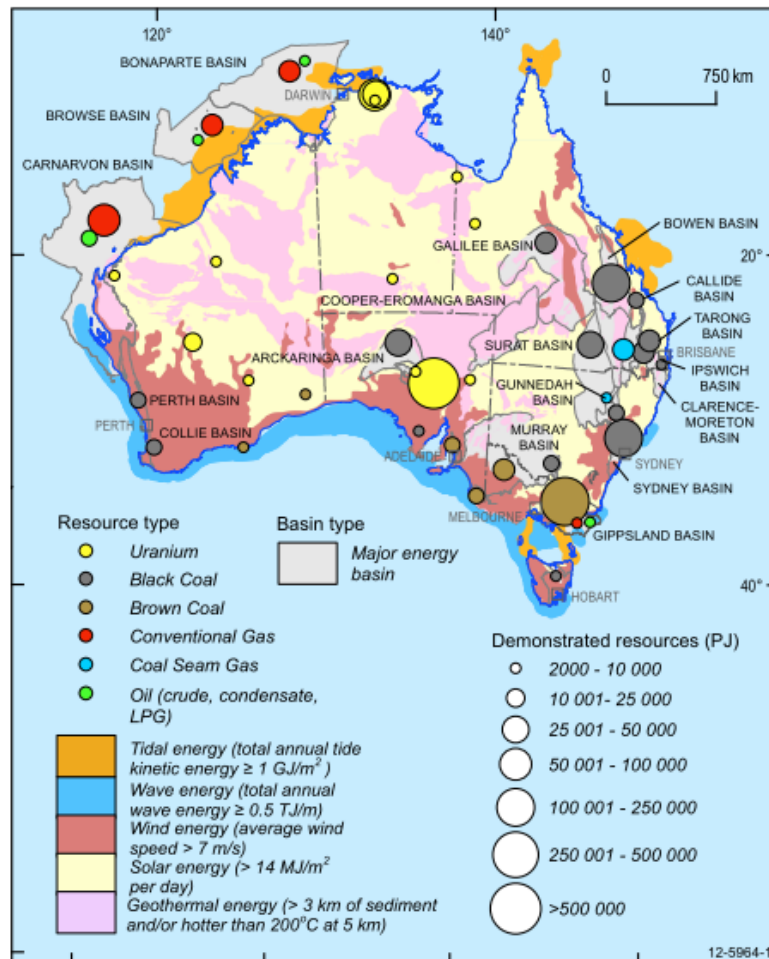 120°
140°
BONAPARTE BASIN
DARWIN
0
750 km
BROWSE BASIN
CARNARVON BASIN
BOWEN BASIN
20°
GALILEE BASIN
CALLIDE
BASIN
COOPER-EROMANGA BASIN
TARONG
BASIN
SURAT BASIN
BRISBANE
ARCKARINGA BASIN
IPSWICH
BASIN
GUNNEDAH
BASIN
PERTH BASIN
CLARENCE-
MORETON
BASIN
PERTH
COLLIE BASIN
MURRAY
BASIN
ADELAIDE
SYDNEY
SYDNEY BASIN
MELBOURNE
GIPPSLAND BASIN
40°
HOBART
Resource type
Uranium
Black Coal
Brown Coal
Conventional Gas
Coal Seam Gas
Oil (crude, condensate,
LPG)
Basin type
Major energy
basin
Tidal energy (total annual tide
kinetic energy ≥ 1 GJ/m² )
Wave energy (total annual
wave energy ≥ 0.5 TJ/m)
Wind energy (average wind
speed > 7 m/s)
Solar energy (> 14 MJ/m²
per day)
Geothermal energy (> 3 km of sediment
and/or hotter than 200°C at 5 km)
Demonstrated resources (PJ)
2000 - 10 000
10 001- 25 000
25 001 - 50 000
50 001 - 100 000
100 001 - 250 000
250 001 - 500 000
>500 000
12-5964-1